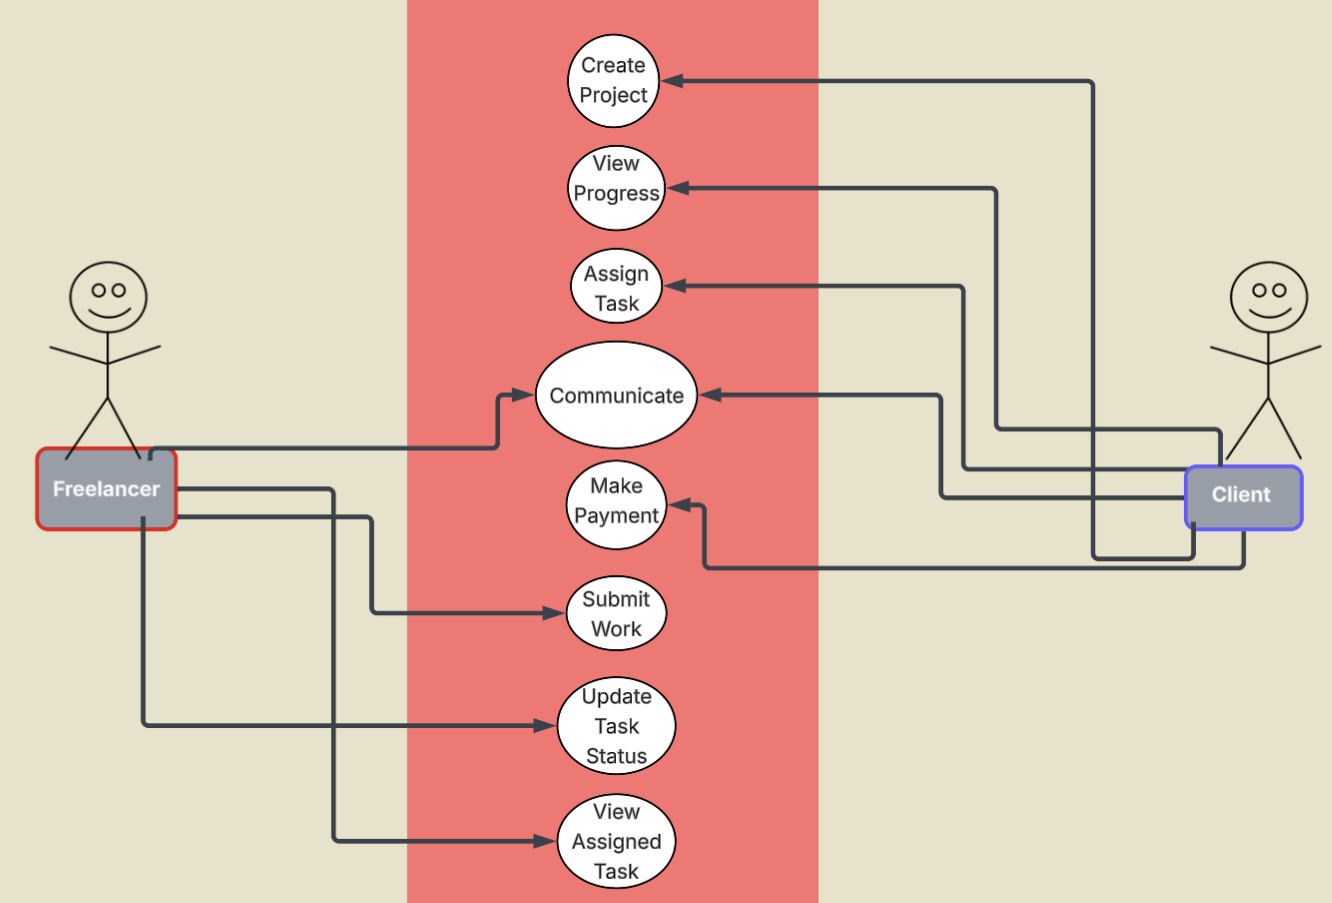 Create
Project
View
Progress
Assign
Task
Communicate
Freelancer
Make
Payment
Client
Submit
Work
Update
Task
Status
View
Assigned
Task